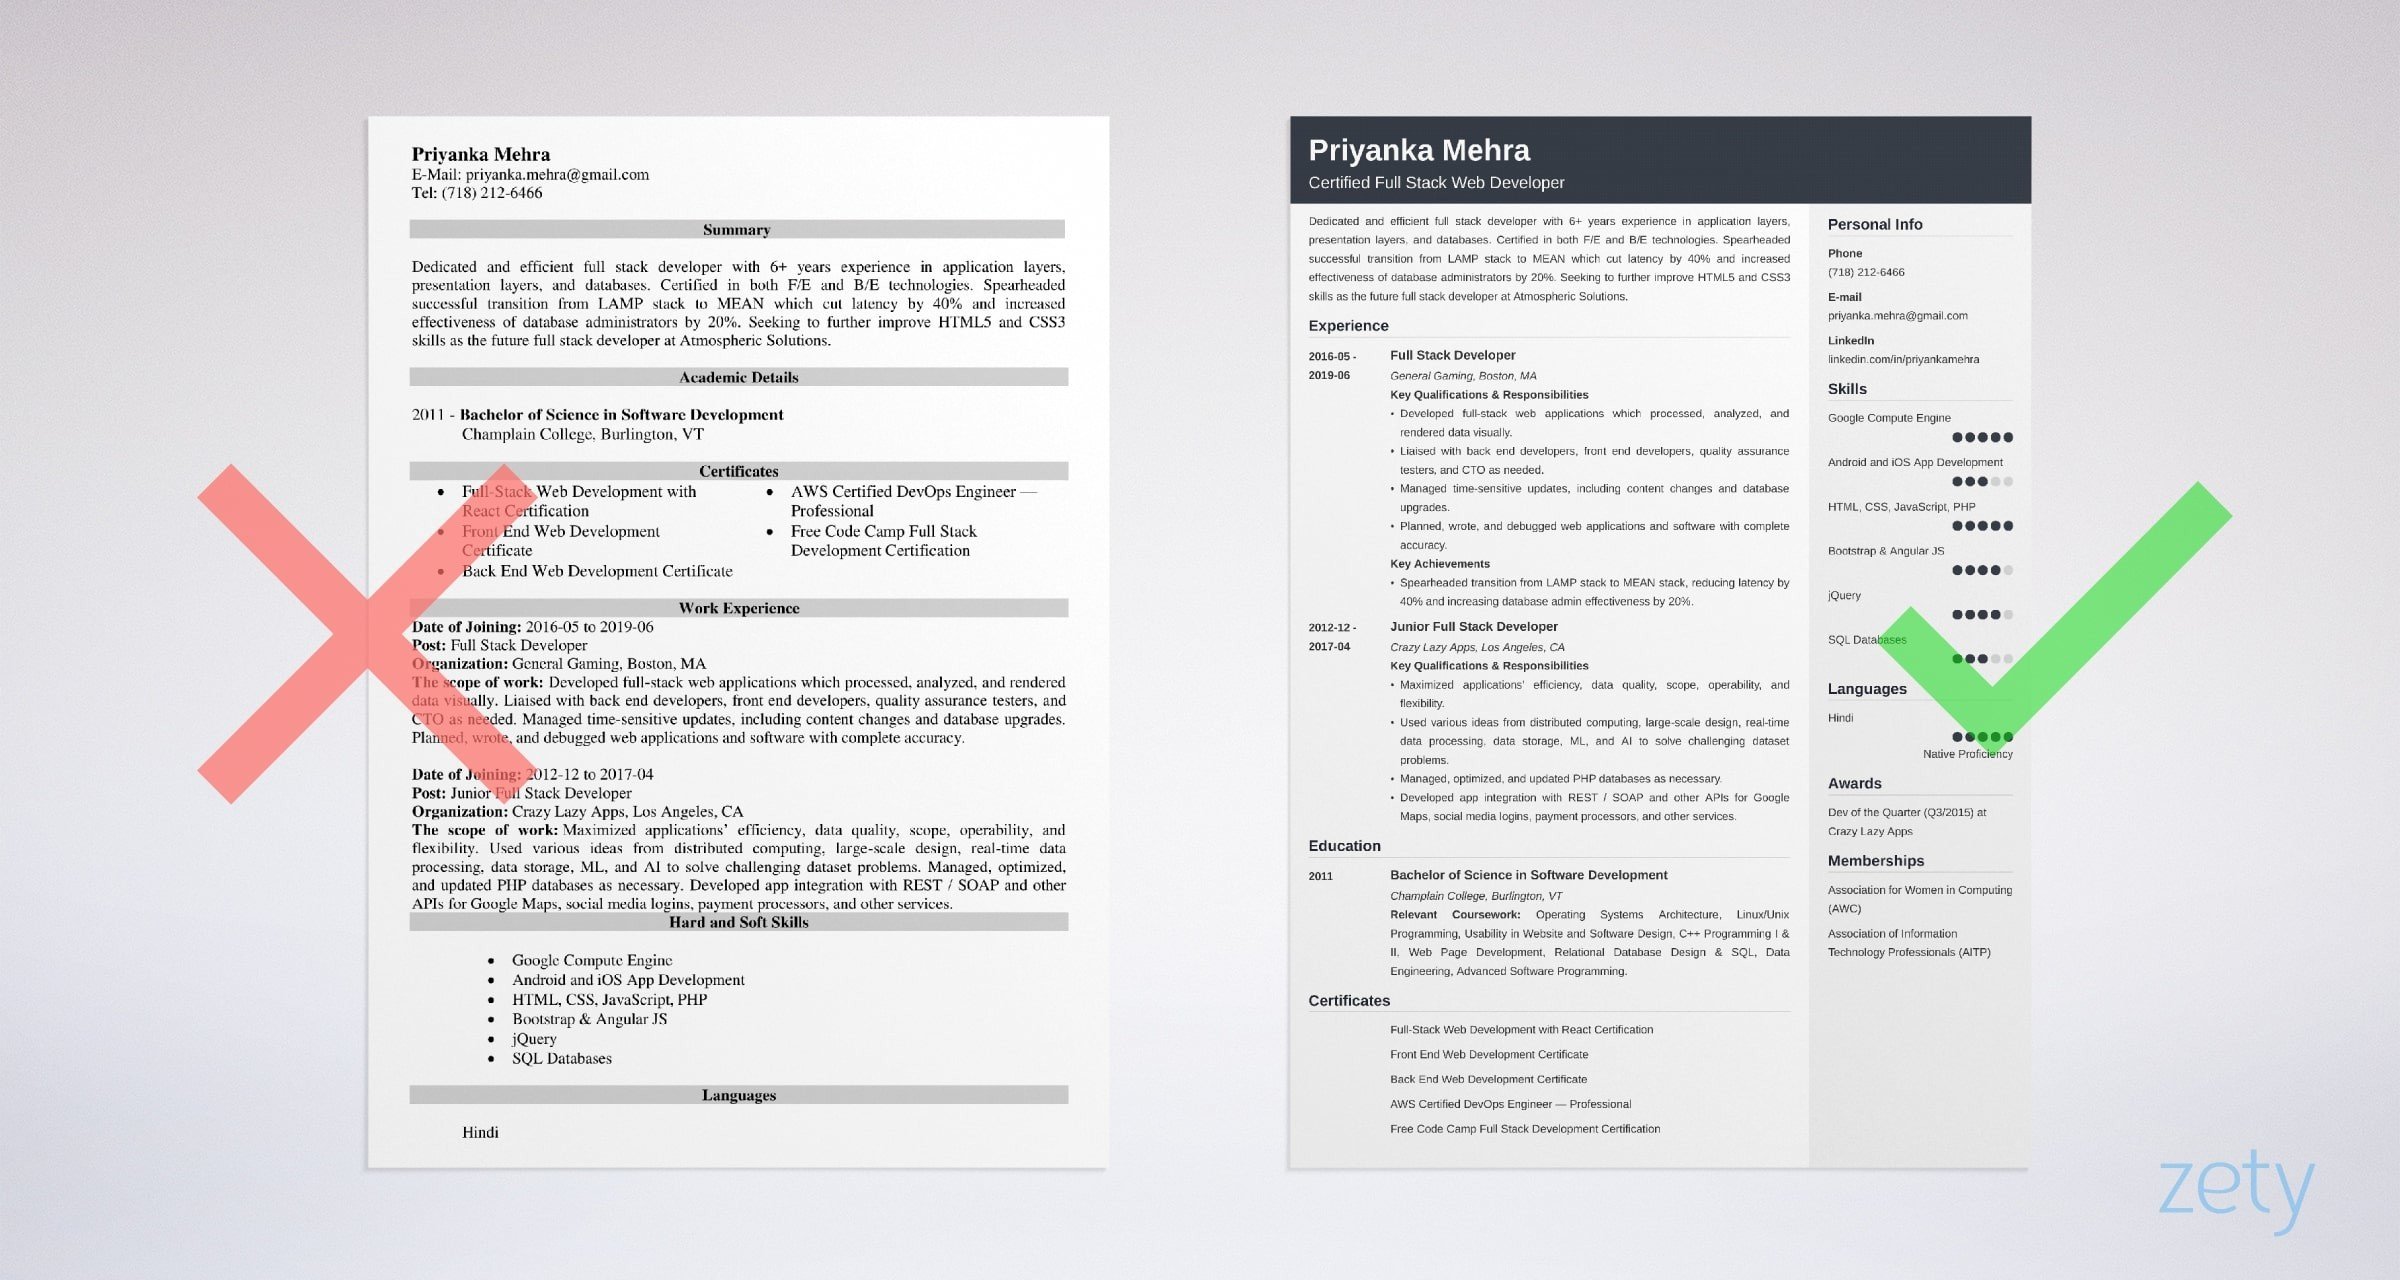 Priyanka Mehra
E-Mail: priyanka.mehra@gmail.com
Tel: (718) 212-6466
Summary
Dedicated and efficient full stack developer with 6+ years experience in application layers,
presentation layers, and databases. Certified in both F/E and B/E technologies. Spearheaded
successful transition from LAMP stack to MEAN which cut latency by 40% and increased
effectiveness of database administrators by 20%. Seeking to further improve HTML5 and CSS3
skills as the future full stack developer at Atmospheric Solutions.
Academic Details
2011 - Bachelor of Science in Software Development
Champlain College, Burlington, VT
Certificates
• Full-Stack Web Development with
React Certification
• Front End Web Development
Certificate
• Back End Web Development Certificate
• AWS Certified DevOps Engineer —
Professional
• Free Code Camp Full Stack
Development Certification
Work Experience
Date of Joining: 2016-05 to 2019-06
Post: Full Stack Developer
Organization: General Gaming, Boston, MA
The scope of work: Developed full-stack web applications which processed, analyzed, and rendered
data visually. Liaised with back end developers, front end developers, quality assurance testers, and
CTO as needed. Managed time-sensitive updates, including content changes and database upgrades.
Planned, wrote, and debugged web applications and software with complete accuracy.
Date of Joining: 2012-12 to 2017-04
Post: Junior Full Stack Developer
Organization: Crazy Lazy Apps, Los Angeles, CA
The scope of work: Maximized applications’ efficiency, data quality, scope, operability, and
flexibility. Used various ideas from distributed computing, large-scale design, real-time data
processing, data storage, ML, and AI to solve challenging dataset problems. Managed, optimized,
and updated PHP databases as necessary. Developed app integration with REST / SOAP and other
APIs for Google Maps, social media logins, payment processors, and other services.
Hard and Soft Skills
• Google Compute Engine
• Android and iOS App Development
• HTML, CSS, JavaScript, PHP
• Bootstrap & Angular JS
• jQuery
• SQL Databases
Languages
Hindi
Priyanka Mehra
Certified Full Stack Web Developer
Dedicated and efficient full stack developer with 6+ years experience in application layers,
presentation layers, and databases. Certified in both F/E and B/E technologies. Spearheaded
successful transition from LAMP stack to MEAN which cut latency by 40% and increased
effectiveness of database administrators by 20%. Seeking to further improve HTML5 and CSS3
skills as the future full stack developer at Atmospheric Solutions.
Experience
2016-05 -
2019-06
Full Stack Developer
General Gaming, Boston, MA
Key Qualifications & Responsibilities
• Developed full-stack web applications which processed, analyzed, and
rendered data visually.
• Liaised with back end developers, front end developers, quality assurance
testers, and CTO as needed.
• Managed time-sensitive updates, including content changes and database
upgrades.
• Planned, wrote, and debugged web applications and software with complete
accuracy.
Key Achievements
• Spearheaded transition from LAMP stack to MEAN stack, reducing latency by
40% and increasing database admin effectiveness by 20%.
2012-12 -
2017-04
Junior Full Stack Developer
Crazy Lazy Apps, Los Angeles, CA
Key Qualifications & Responsibilities
• Maximized applications’ efficiency, data quality, scope, operability, and
flexibility.
• Used various ideas from distributed computing, large-scale design, real-time
data processing, data storage, ML, and AI to solve challenging dataset
problems.
• Managed, optimized, and updated PHP databases as necessary.
• Developed app integration with REST / SOAP and other APIs for Google
Maps, social media logins, payment processors, and other services.
Education
2011
Bachelor of Science in Software Development
Champlain College, Burlington, VT
Relevant Coursework: Operating Systems Architecture, Linux/Unix
Programming, Usability in Website and Software Design, C++ Programming I &
II, Web Page Development, Relational Database Design & SQL, Data
Engineering, Advanced Software Programming.
Certificates
Full-Stack Web Development with React Certification
Front End Web Development Certificate
Back End Web Development Certificate
AWS Certified DevOps Engineer — Professional
Free Code Camp Full Stack Development Certification
Personal Info
Phone
(718) 212-6466
E-mail
priyanka.mehra@gmail.com
LinkedIn
linkedin.com/in/priyankamehra
Skills
Google Compute Engine
Android and iOS App Development
HTML, CSS, JavaScript, PHP
Bootstrap & Angular JS
jQuery
SQL Databases
Languages
Hindi
Native Proficiency
Awards
Dev of the Quarter (Q3/2015) at
Crazy Lazy Apps
Memberships
Association for Women in Computing
(AWC)
Association of Information
Technology Professionals (AITP)
zety